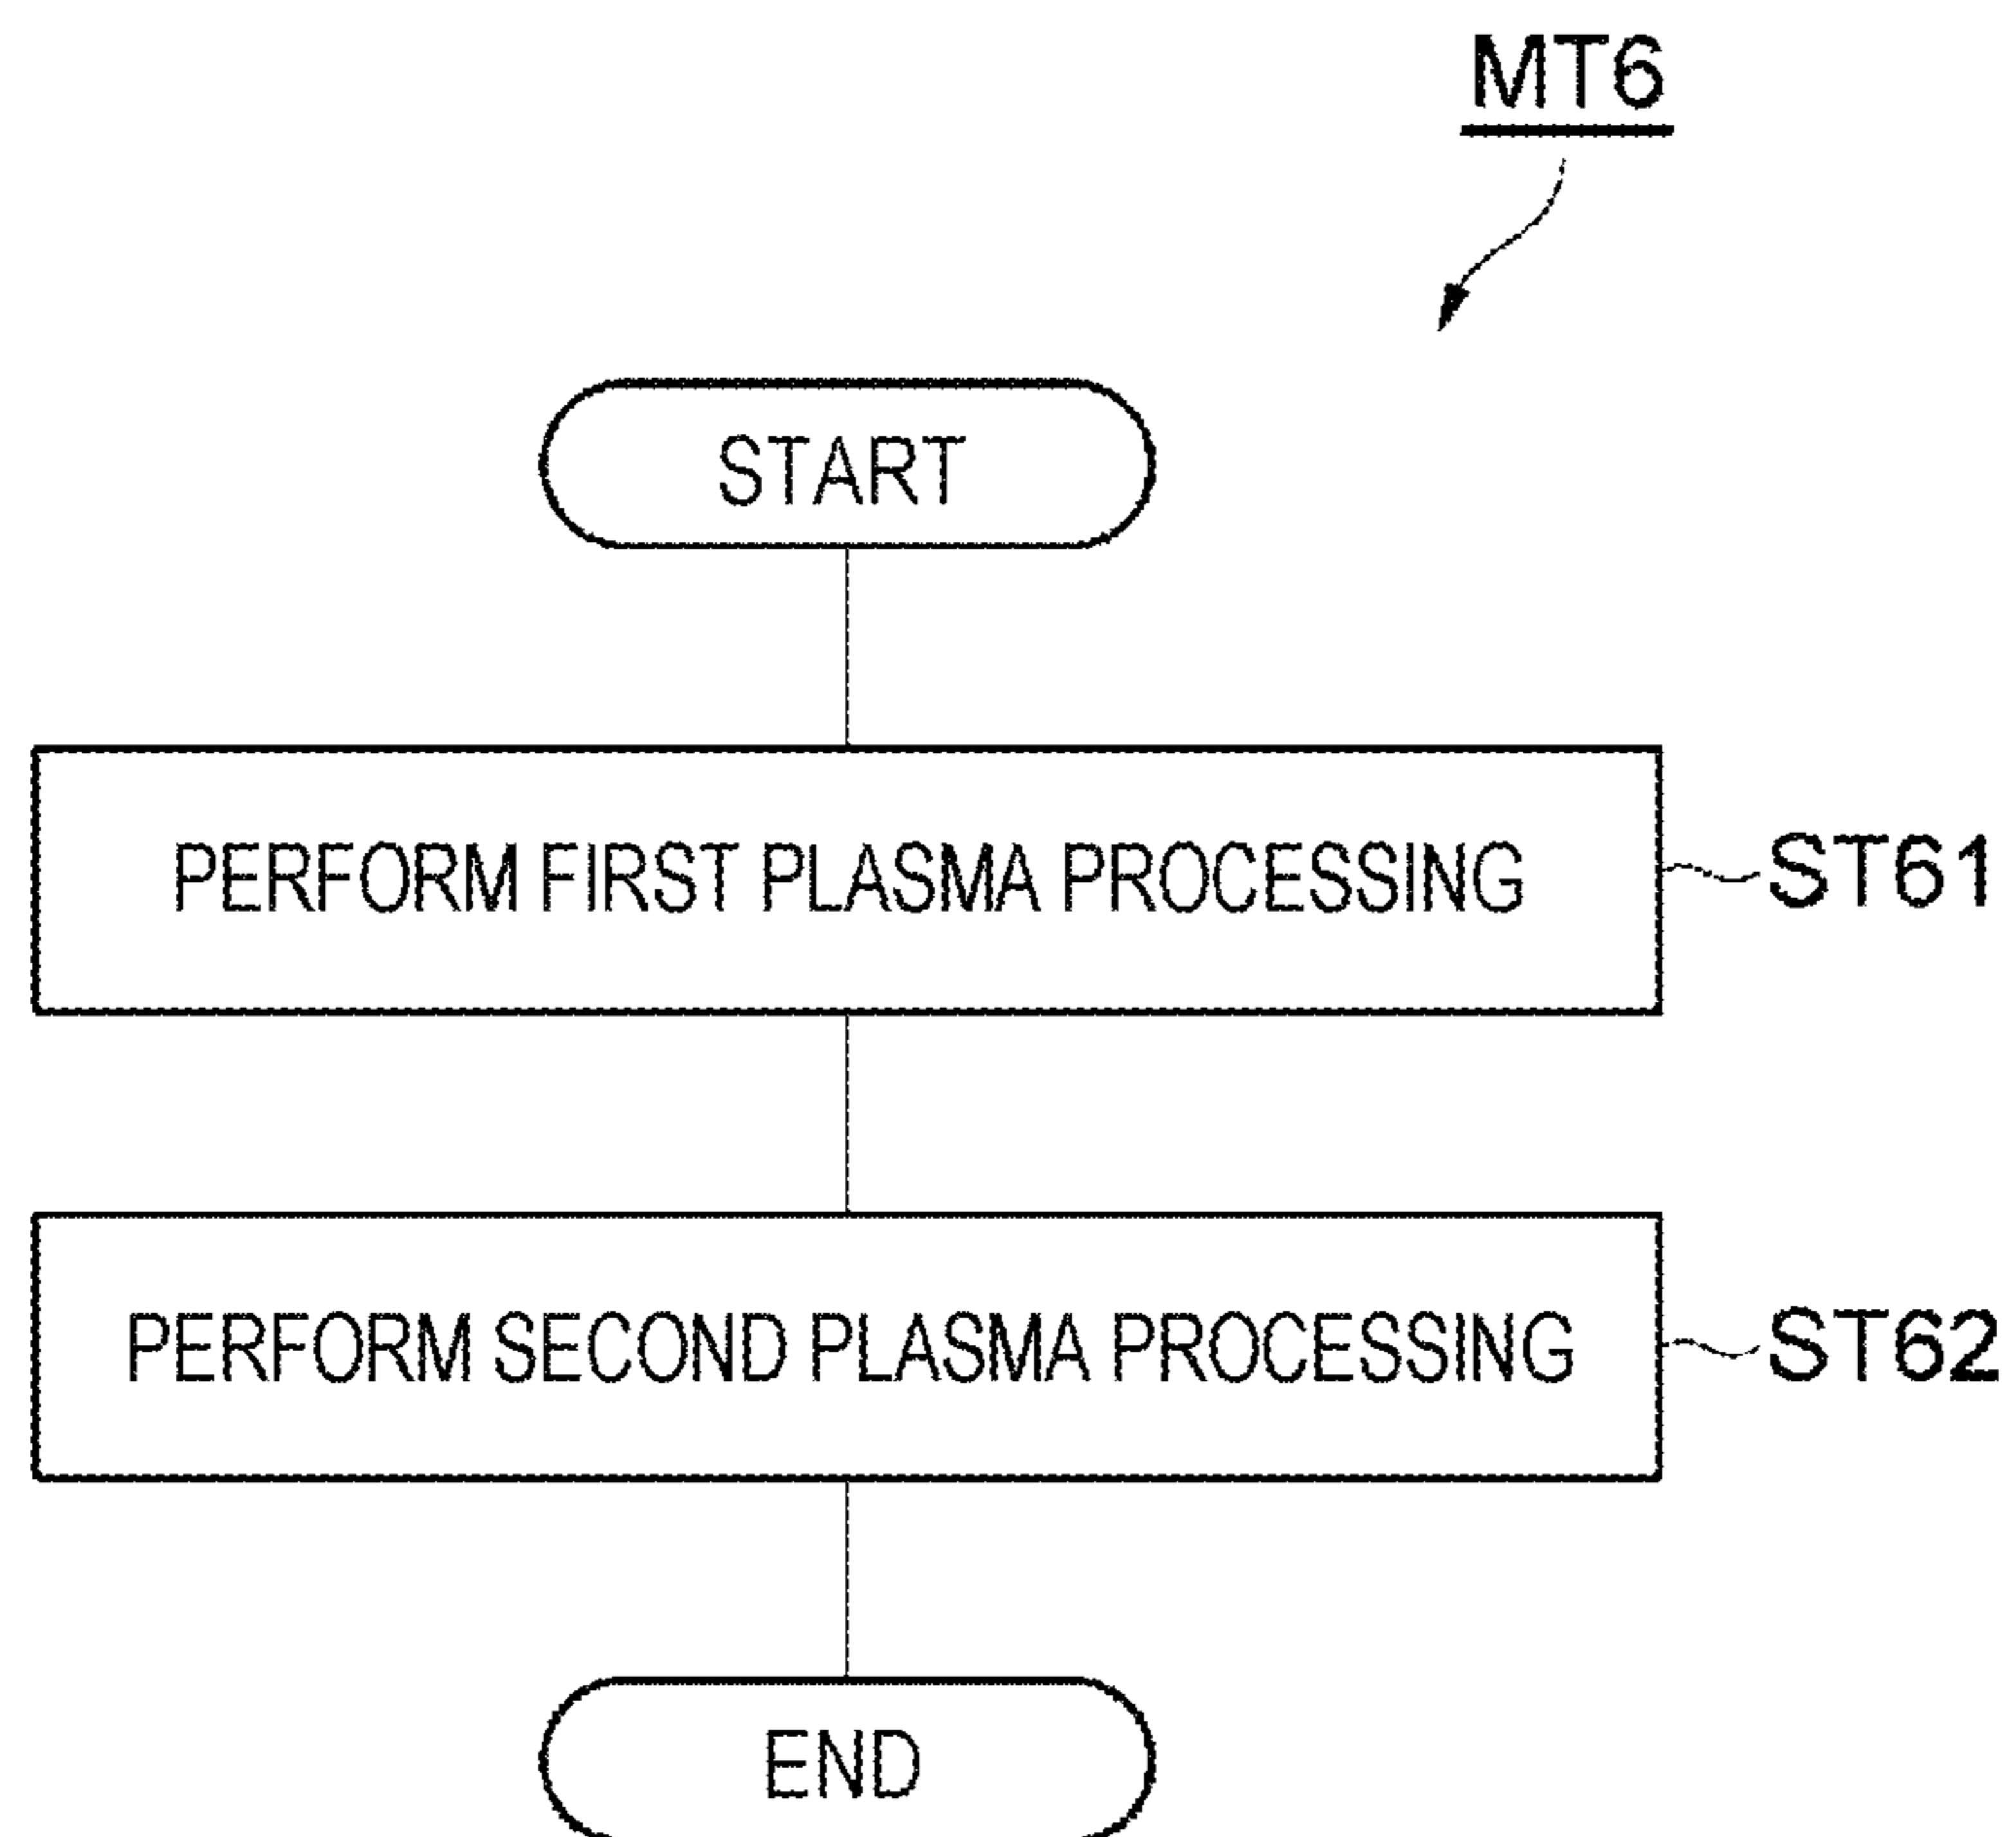 MT6
START
PERFORM FIRST PLASMA PROCESSING
ST61
PERFORM SECOND PLASMA PROCESSING
ST62
END